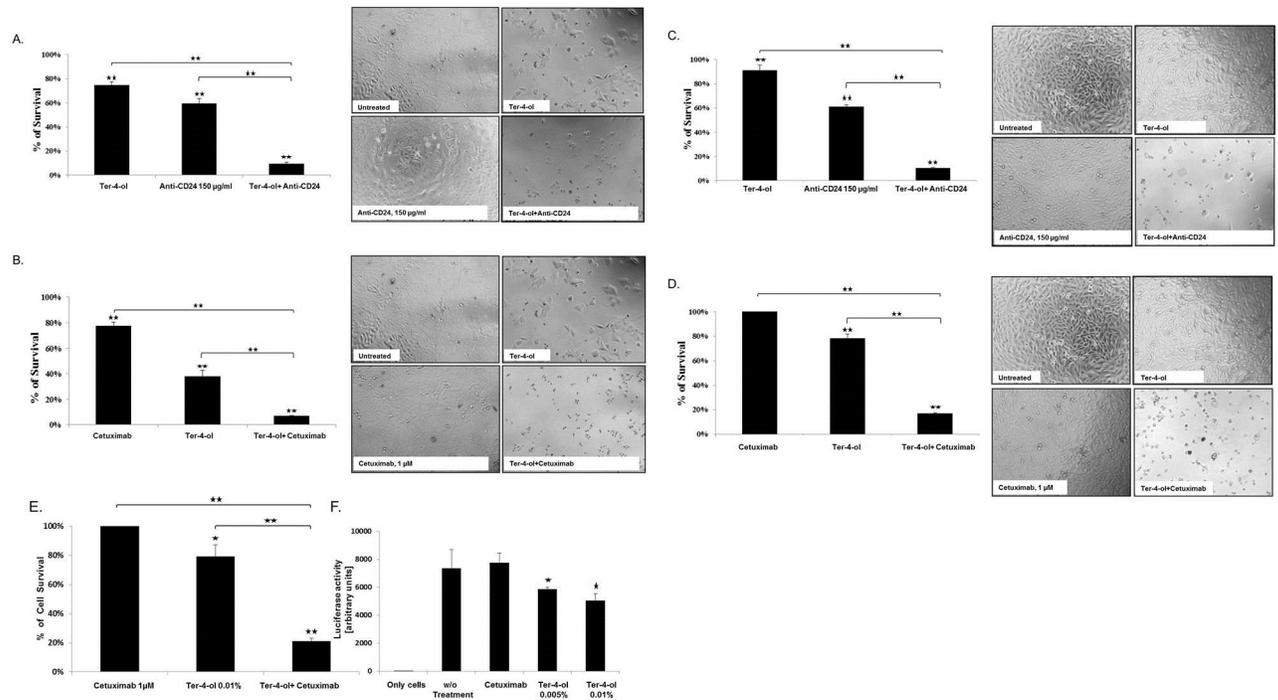 A.
100%
80%
60%
40%
20%
0%
% of Survival
★★
★★
★★
★★
★★
Ter-4-ol
Anti-CD24 150 µg/ml
Ter-4-ol+ Anti-CD24
Untreated
Ter-4-ol
Anti-CD24, 150 µg/ml
Ter-4-ol+Anti-CD24
B.
100%
80%
60%
40%
20%
0%
% of Survival
★★
★★
★★
★★
★★
Cetuximab
Ter-4-ol
Ter-4-ol+ Cetuximab
Untreated
Ter-4-ol
Cetuximab, 1 µM
Ter-4-ol+Cetuximab
C.
100%
80%
60%
40%
20%
0%
% of Survival
★★
★★
★★
★★
★★
Ter-4-ol
Anti-CD24 150 µg/ml
Ter-4-ol+ Anti-CD24
Untreated
Ter-4-ol
Anti-CD24, 150 µg/ml
Ter-4-ol+Anti-CD24
D.
100%
80%
60%
40%
20%
0%
% of Survival
★★
★★
★★
★★
Cetuximab
Ter-4-ol
Ter-4-ol+ Cetuximab
Untreated
Ter-4-ol
Cetuximab, 1 µM
Ter-4-ol+Cetuximab
E.
100%
80%
60%
40%
20%
0%
% of Cell Survival
★★
★★
★
★★
Cetuximab 1µM
Ter-4-ol 0.01%
Ter-4-ol+ Cetuximab
F.
10000
8000
6000
4000
2000
0
Luciferase activity
[arbitrary units]
★
★
Only cells
w/o
Treatment
Cetuximab
Ter-4-ol
0.005%
Ter-4-ol
0.01%